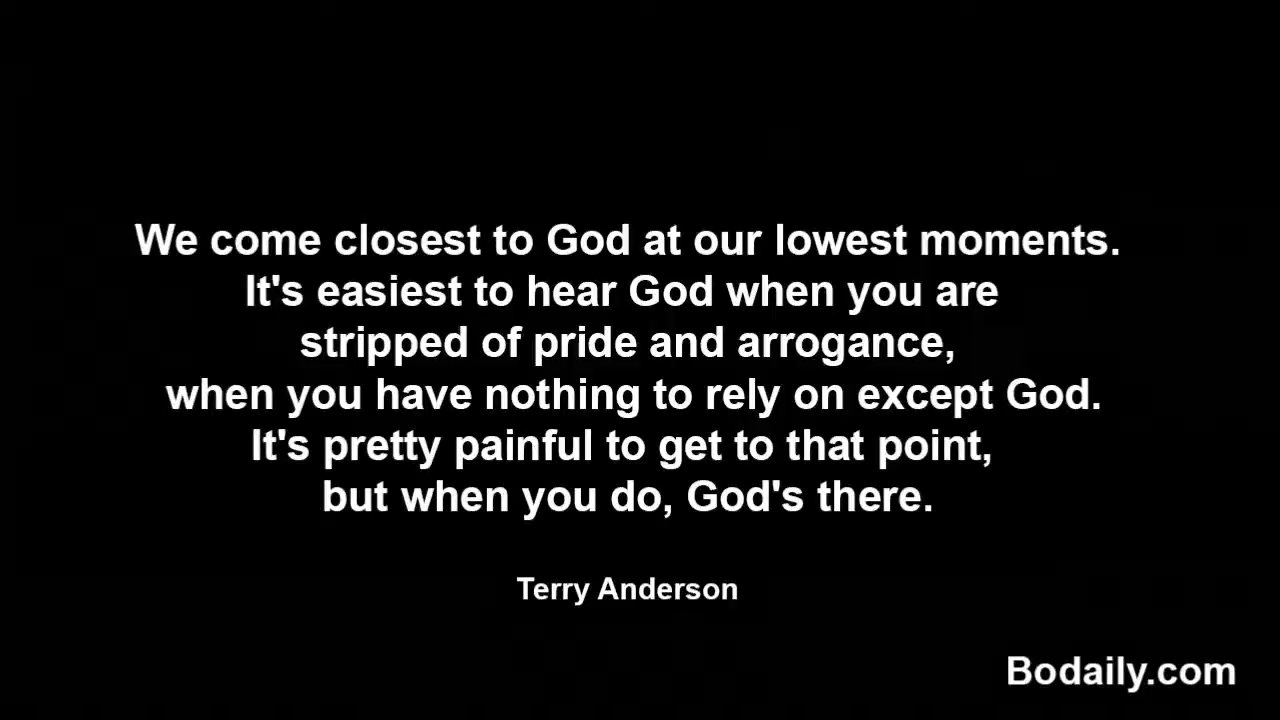 We come closest to God at our lowest moments.
It's easiest to hear God when you are
stripped of pride and arrogance,
when you have nothing to rely on except God.
It's pretty painful to get to that point,
but when you do, God's there.
Terry Anderson
Bodaily.com